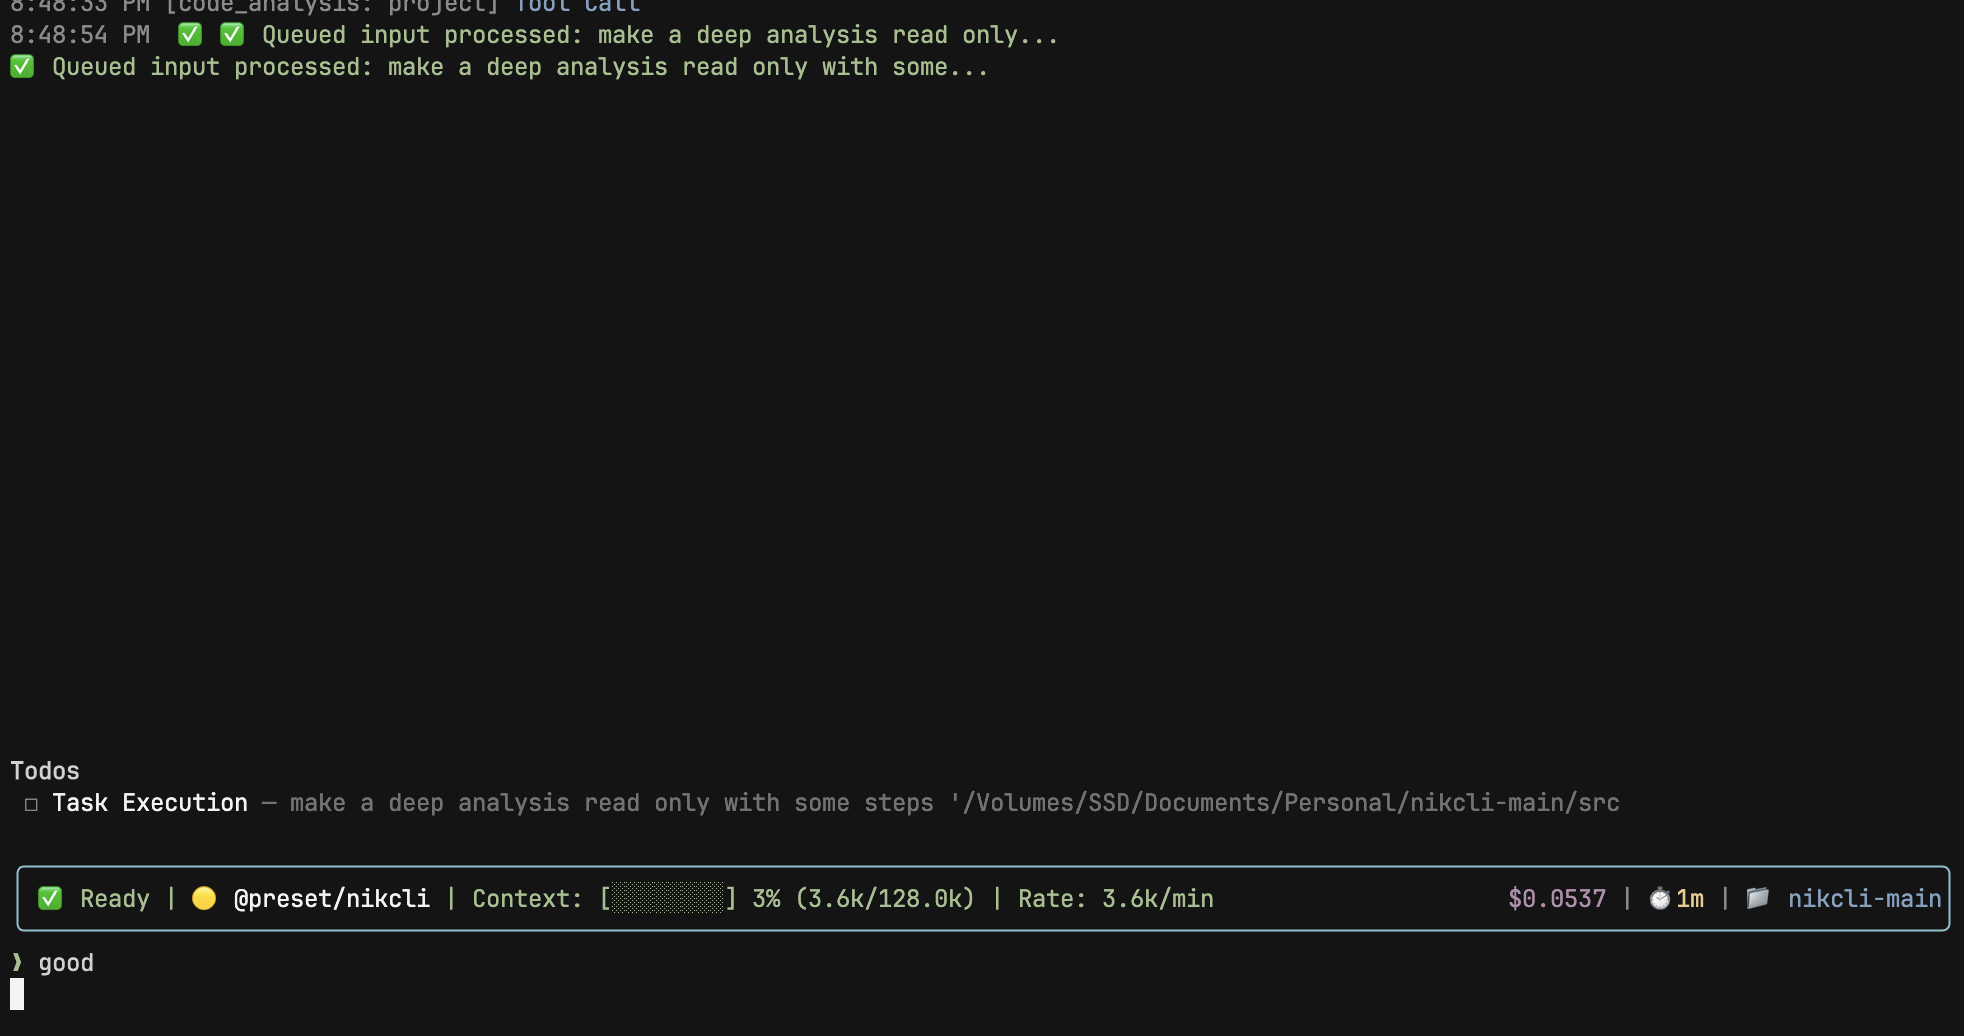 8:48:33 PM [code_analysis: project] Tool Call
8:48:54 PM ✅ ✅ Queued input processed: make a deep analysis read only...
✅ Queued input processed: make a deep analysis read only with some...
Todos
☐ Task Execution — make a deep analysis read only with some steps '/Volumes/SSD/Documents/Personal/nikcli-main/src
✅ Ready | 🟡 @preset/nikcli | Context: [░░░░░░░░] 3% (3.6k/128.0k) | Rate: 3.6k/min $0.0537 | ⏱️1m | 📁 nikcli-main
❯ good